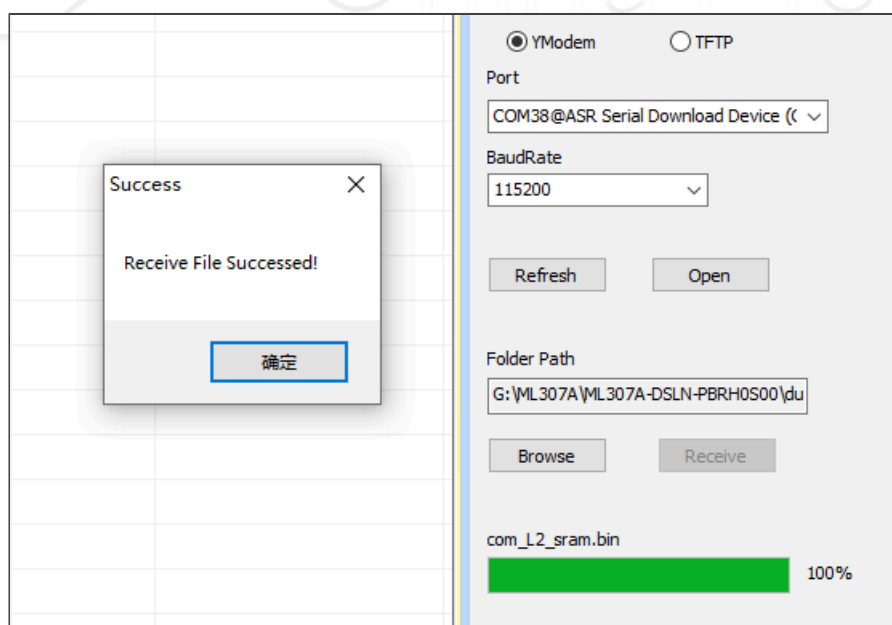 YModem
TFTP
Port
COM38@ASR Serial Download Device ((
BaudRate
115200
Success
Receive File Successed!
确定
Refresh
Open
Folder Path
G:\ML307A\ML307A-DSLN-PBRH0S00\du
Browse
Receive
com_L2_sram.bin
100%